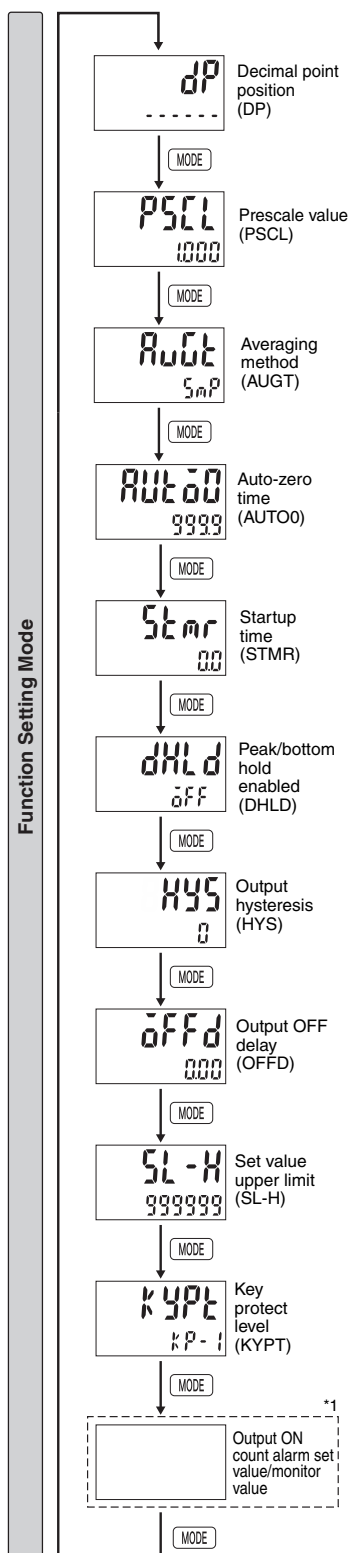 Function Setting Mode
dP
------
Decimal point
position
(DP)
MODE
PSCL
1.000
Prescale value
(PSCL)
MODE
AuGt
SmP
Averaging
method
(AUGT)
MODE
AUto0
999.9
Auto-zero
time
(AUTO0)
MODE
Stmr
0.0
Startup
time
(STMR)
MODE
dHLd
oFF
Peak/bottom
hold
enabled
(DHLD)
MODE
HYS
0
Output
hysteresis
(HYS)
MODE
oFFd
0.00
Output OFF
delay
(OFFD)
MODE
SL-H
999999
Set value
upper limit
(SL-H)
MODE
KYPt
KP-1
Key
protect
level
(KYPT)
MODE
*1
Output ON
count alarm set
value/monitor
value
MODE